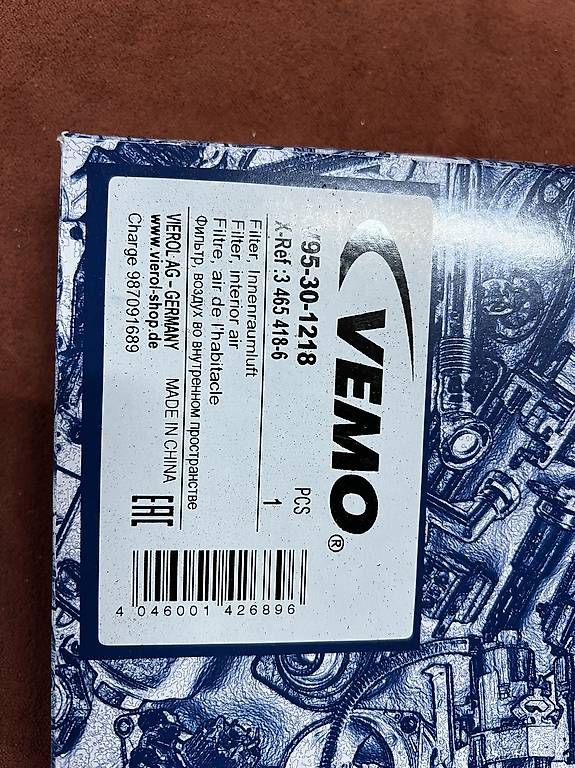 VEMO®
V95-30-1218
X-Ref :3 465 418-6
PCS
1
Filter, Innenraumluft
Filter, interior air
Filtre, air de l'habitacle
Фильтр, воздух во внутренном пространстве
VIEROL AG – GERMANY MADE IN CHINA
www.vierol-shop.de
Charge 987091689
EAC
4 046001 426896